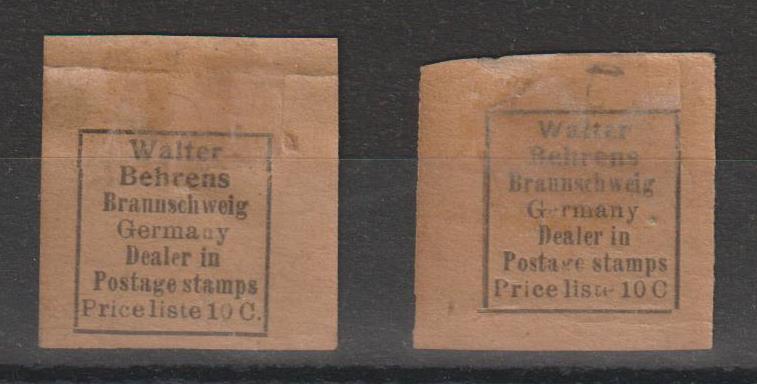 Walter
Behrens
Braunschweig
Germany
Dealer in
Postage stamps
Price liste 10 C.
Walter
Behrens
Braunschweig
Germany
Dealer in
Postage stamps
Price liste 10 C